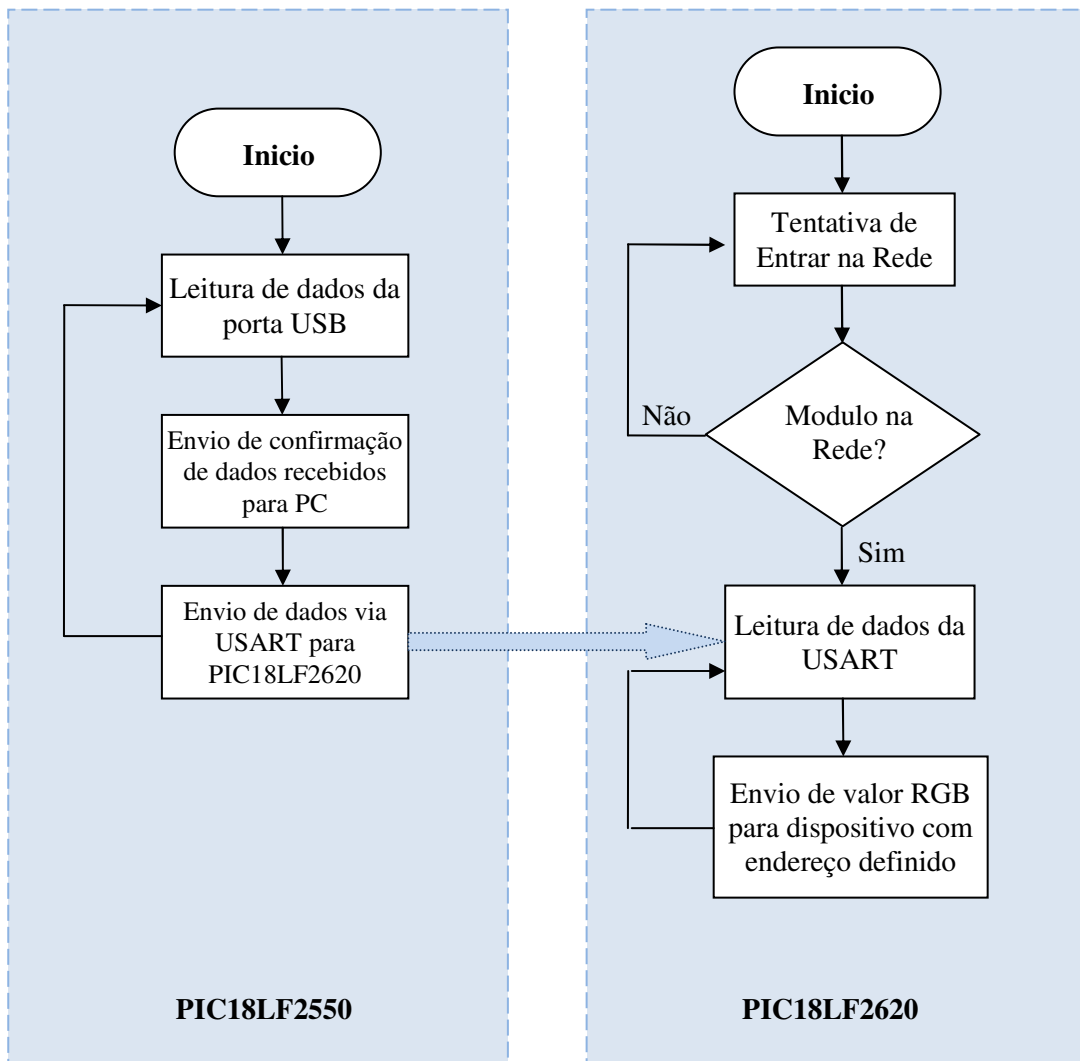 Inicio
Leitura de dados da
porta USB
Envio de confirmação
de dados recebidos
para PC
Envio de dados via
USART para
PIC18LF2620
PIC18LF2550
Inicio
Tentativa de
Entrar na Rede
Não
Modulo na
Rede?
Sim
Leitura de dados da
USART
Envio de valor RGB
para dispositivo com
endereço definido
PIC18LF2620